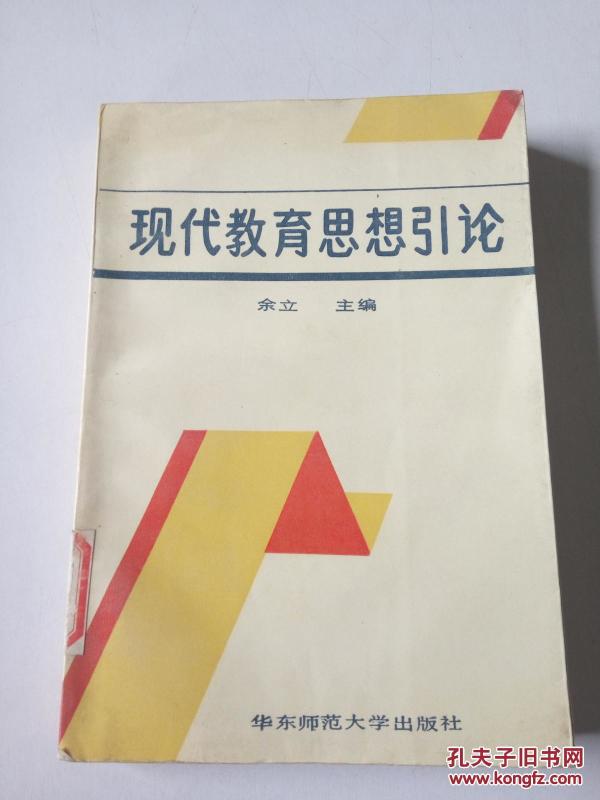 现代教育思想引论
余立 主编
华东师范大学出版社
孔夫子旧书网
www.kongfz.com